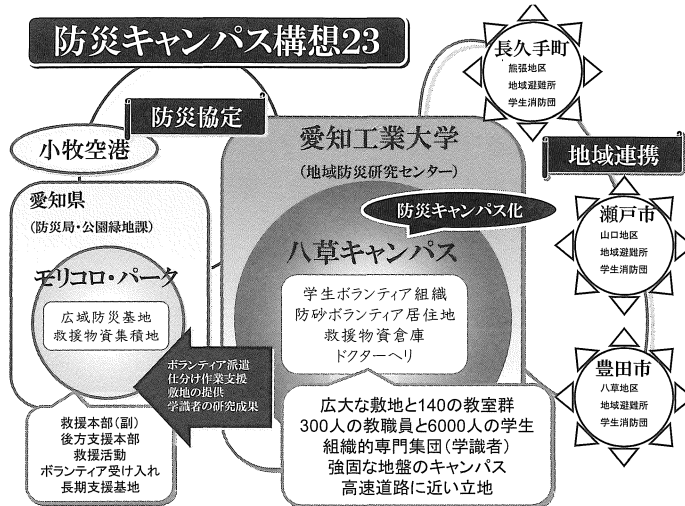 防災キャンパス構想23
防災協定
小牧空港
愛知県
(防災局・公園緑地課)
モリコロ・パーク
広域防災基地
救援物資集積地
救援本部(副)
後方支援本部
救援活動
ボランティア受け入れ
長期支援基地
愛知工業大学
(地域防災研究センター)
防災キャンパス化
八草キャンパス
学生ボランティア組織
防砂ボランティア居住地
救援物資倉庫
ドクターヘリ
ボランティア派遣
仕分け作業支援
敷地の提供
学識者の研究成果
広大な敷地と140の教室群
300人の教職員と6000人の学生
組織的専門集団(学識者)
強固な地盤のキャンパス
高速道路に近い立地
長久手町
熊張地区
地域避難所
学生消防団
地域連携
瀬戸市
山口地区
地域避難所
学生消防団
豊田市
八草地区
地域避難所
学生消防団